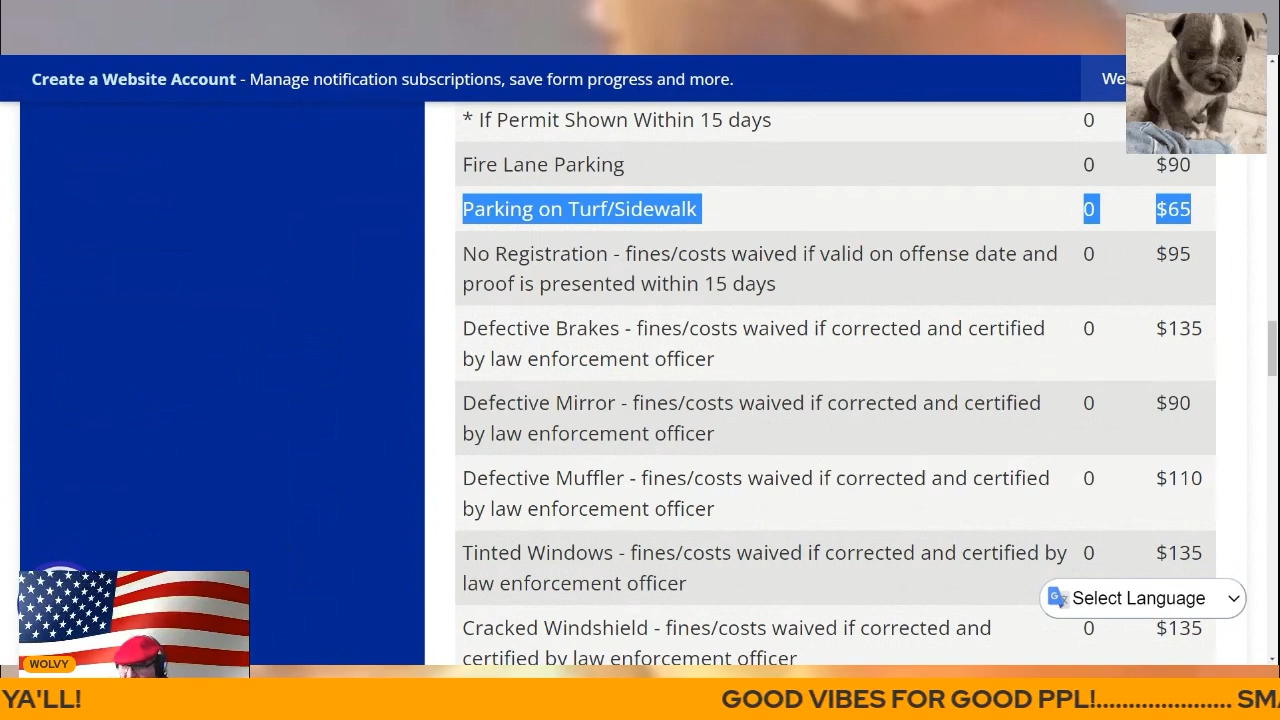 Create a Website Account - Manage notification subscriptions, save form progress and more.
We
* If Permit Shown Within 15 days 0
Fire Lane Parking 0 $90
Parking on Turf/Sidewalk 0 $65
No Registration - fines/costs waived if valid on offense date and 0 $95
proof is presented within 15 days
Defective Brakes - fines/costs waived if corrected and certified 0 $135
by law enforcement officer
Defective Mirror - fines/costs waived if corrected and certified 0 $90
by law enforcement officer
Defective Muffler - fines/costs waived if corrected and certified 0 $110
by law enforcement officer
Tinted Windows - fines/costs waived if corrected and certified by 0 $135
law enforcement officer
Select Language
Cracked Windshield - fines/costs waived if corrected and 0 $135
certified by law enforcement officer
WOLVY
YA'LL! GOOD VIBES FOR GOOD PPL!..................... SM